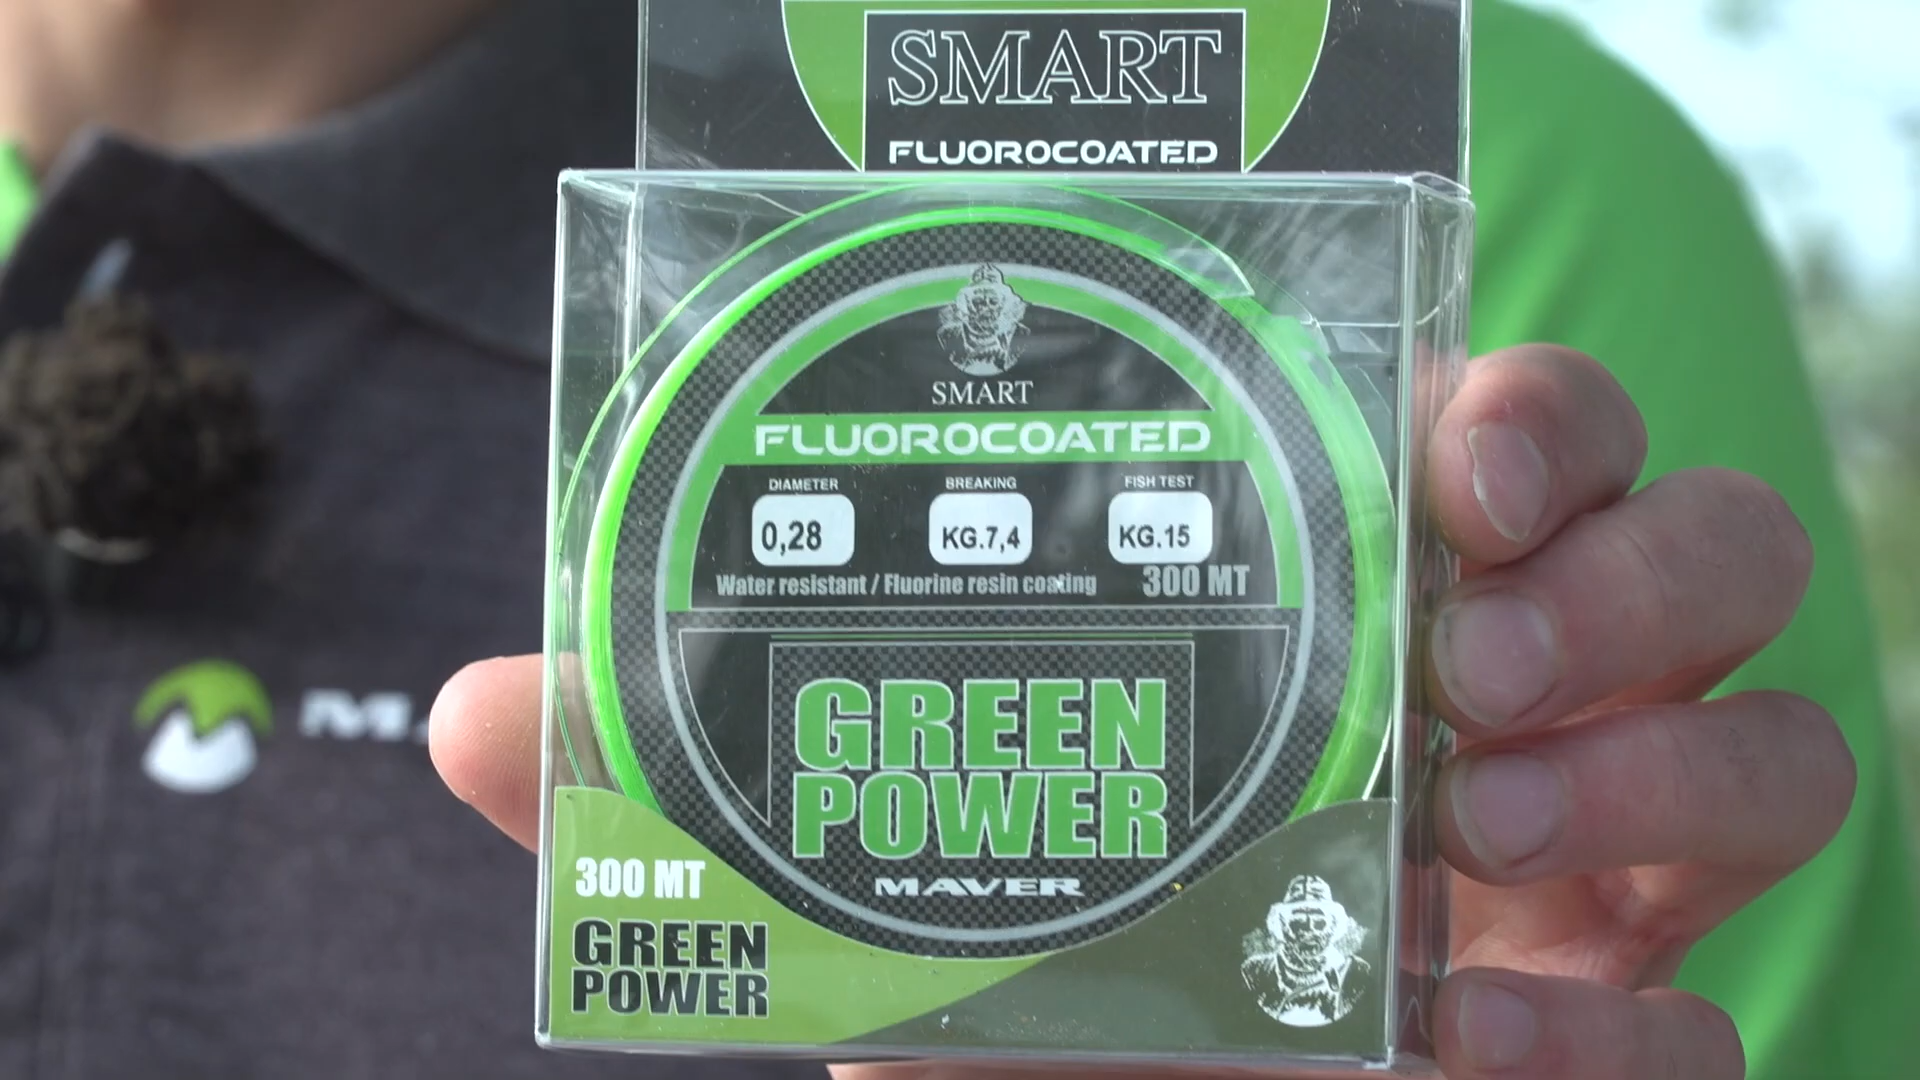 SMART
FLUOROCOATED
SMART
FLUOROCOATED
DIAMETER BREAKING FISH TEST
0,28 KG.7,4 KG.15
Water resistant / Fluorine resin coating 300 MT
GREEN
POWER
MAVER
300 MT
GREEN
POWER